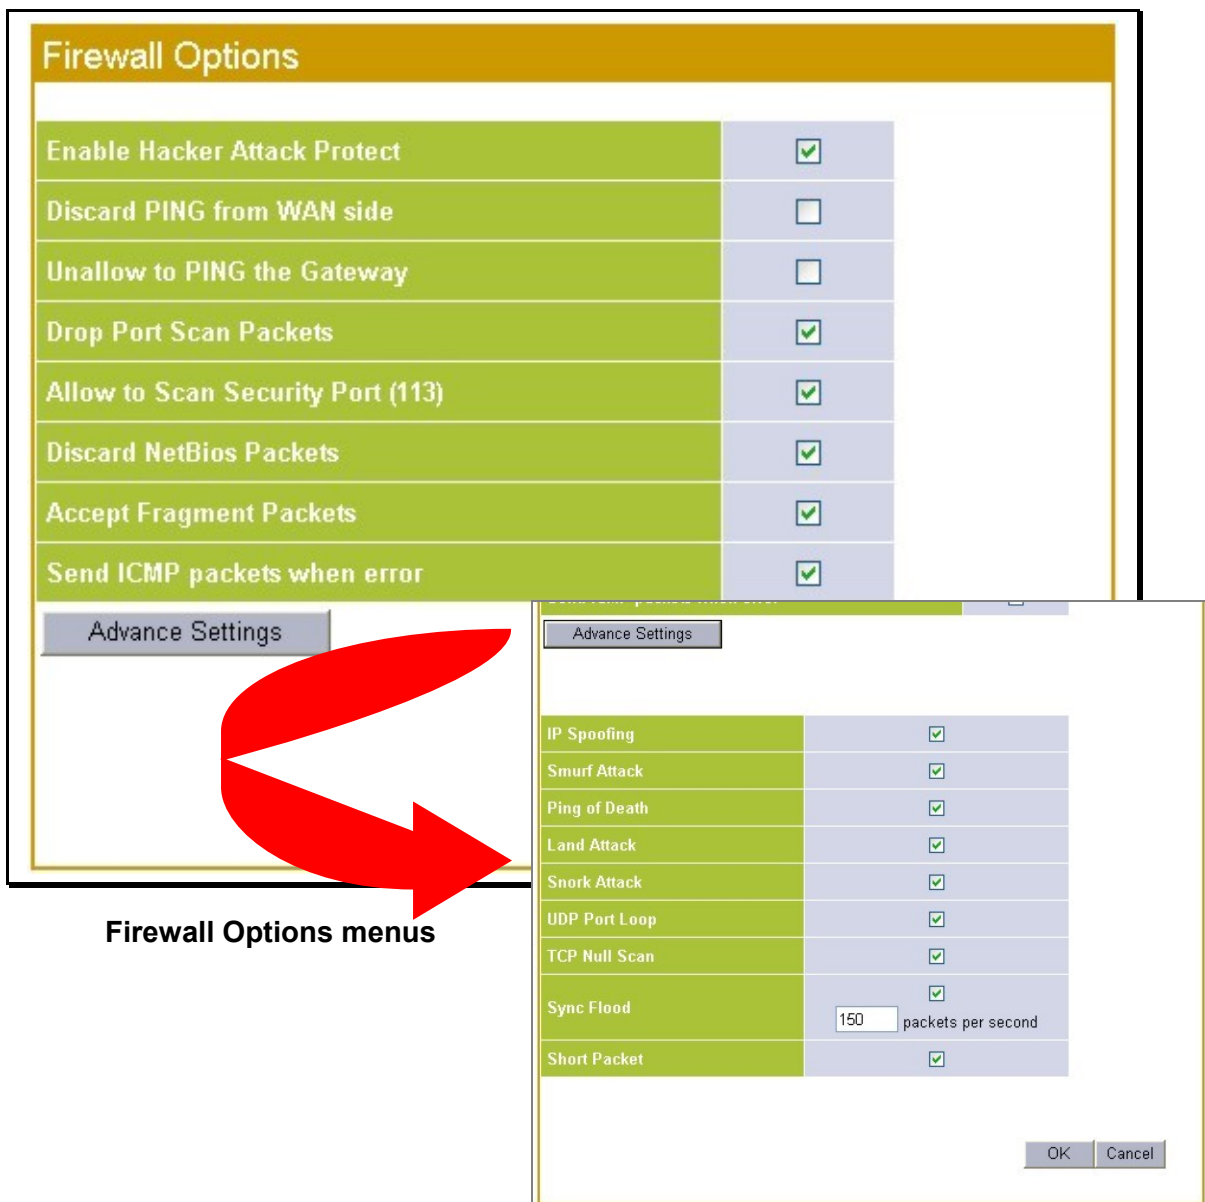 Firewall Options
Enable Hacker Attack Protect
Discard PING from WAN side
Unallow to PING the Gateway
Drop Port Scan Packets
Allow to Scan Security Port (113)
Discard NetBios Packets
Accept Fragment Packets
Send ICMP packets when error
Advance Settings
Advance Settings
IP Spoofing
Smurf Attack
Ping of Death
Land Attack
Snork Attack
UDP Port Loop
TCP Null Scan
Sync Flood
150 packets per second
Short Packet
OK Cancel
Firewall Options menus